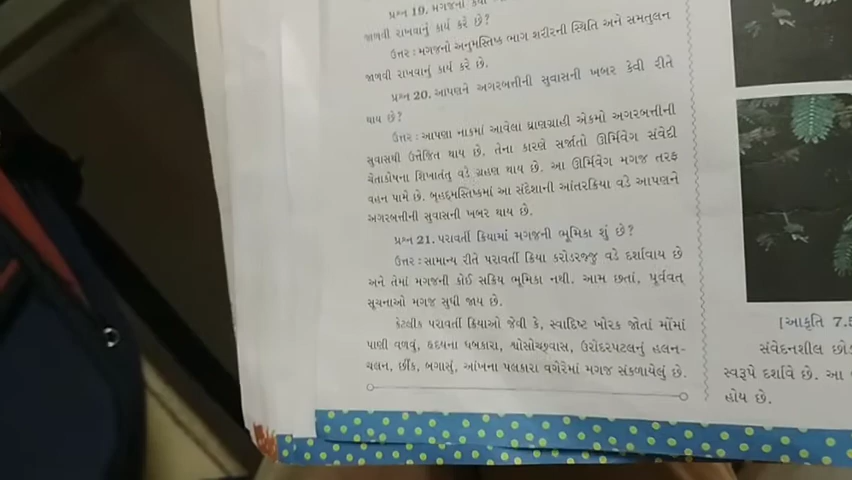 પ્રશ્ન 19. મગજનો કયો
જાળવી રાખવાનું કાર્ય કરે છે?
ઉત્તર : મગજનો અનુમસ્તિષ્ક ભાગ શરીરની સ્થિતિ અને સમતુલન
જાળવી રાખવાનું કાર્ય કરે છે.
પ્રશ્ન 20. આપણને અગરબત્તીની સુવાસની ખબર કેવી રીતે
થાય છે?
ઉત્તર : આપણા નાકમાં આવેલા ઘ્રાણગ્રાહી એકમો અગરબત્તીની
સુવાસથી ઉત્તેજિત થાય છે. તેના કારણે સર્જાતો ઊર્મિવેગ સંવેદી
ચેતાકોષના શિખાતંતુ વડે ગ્રહણ થાય છે. આ ઊર્મિવેગ મગજ તરફ
વહન પામે છે. બૃહદ્મસ્તિષ્કમાં આ સંદેશાની આંતરક્રિયા વડે આપણને
અગરબત્તીની સુવાસની ખબર થાય છે.
પ્રશ્ન 21. પરાવર્તી ક્રિયામાં મગજની ભૂમિકા શું છે?
ઉત્તર : સામાન્ય રીતે પરાવર્તી ક્રિયા કરોડરજ્જુ વડે દર્શાવાય છે
અને તેમાં મગજની કોઈ સક્રિય ભૂમિકા નથી. આમ છતાં, પૂર્વવત્
સૂચનાઓ મગજ સુધી જાય છે.
કેટલીક પરાવર્તી ક્રિયાઓ જેવી કે, સ્વાદિષ્ટ ખોરાક જોતાં મોંમાં
પાણી વળવું, હૃદયના ધબકારા, શ્વાસોચ્છ્વાસ, ઉરોદરપટલનું હલન-
ચલન, છીંક, બગાસું, આંખના પલકારા વગેરેમાં મગજ સંકળાયેલું છે.
[આકૃતિ 7.5
સંવેદનશીલ છોડ
સ્વરૂપે દર્શાવે છે. આ
હોય છે.